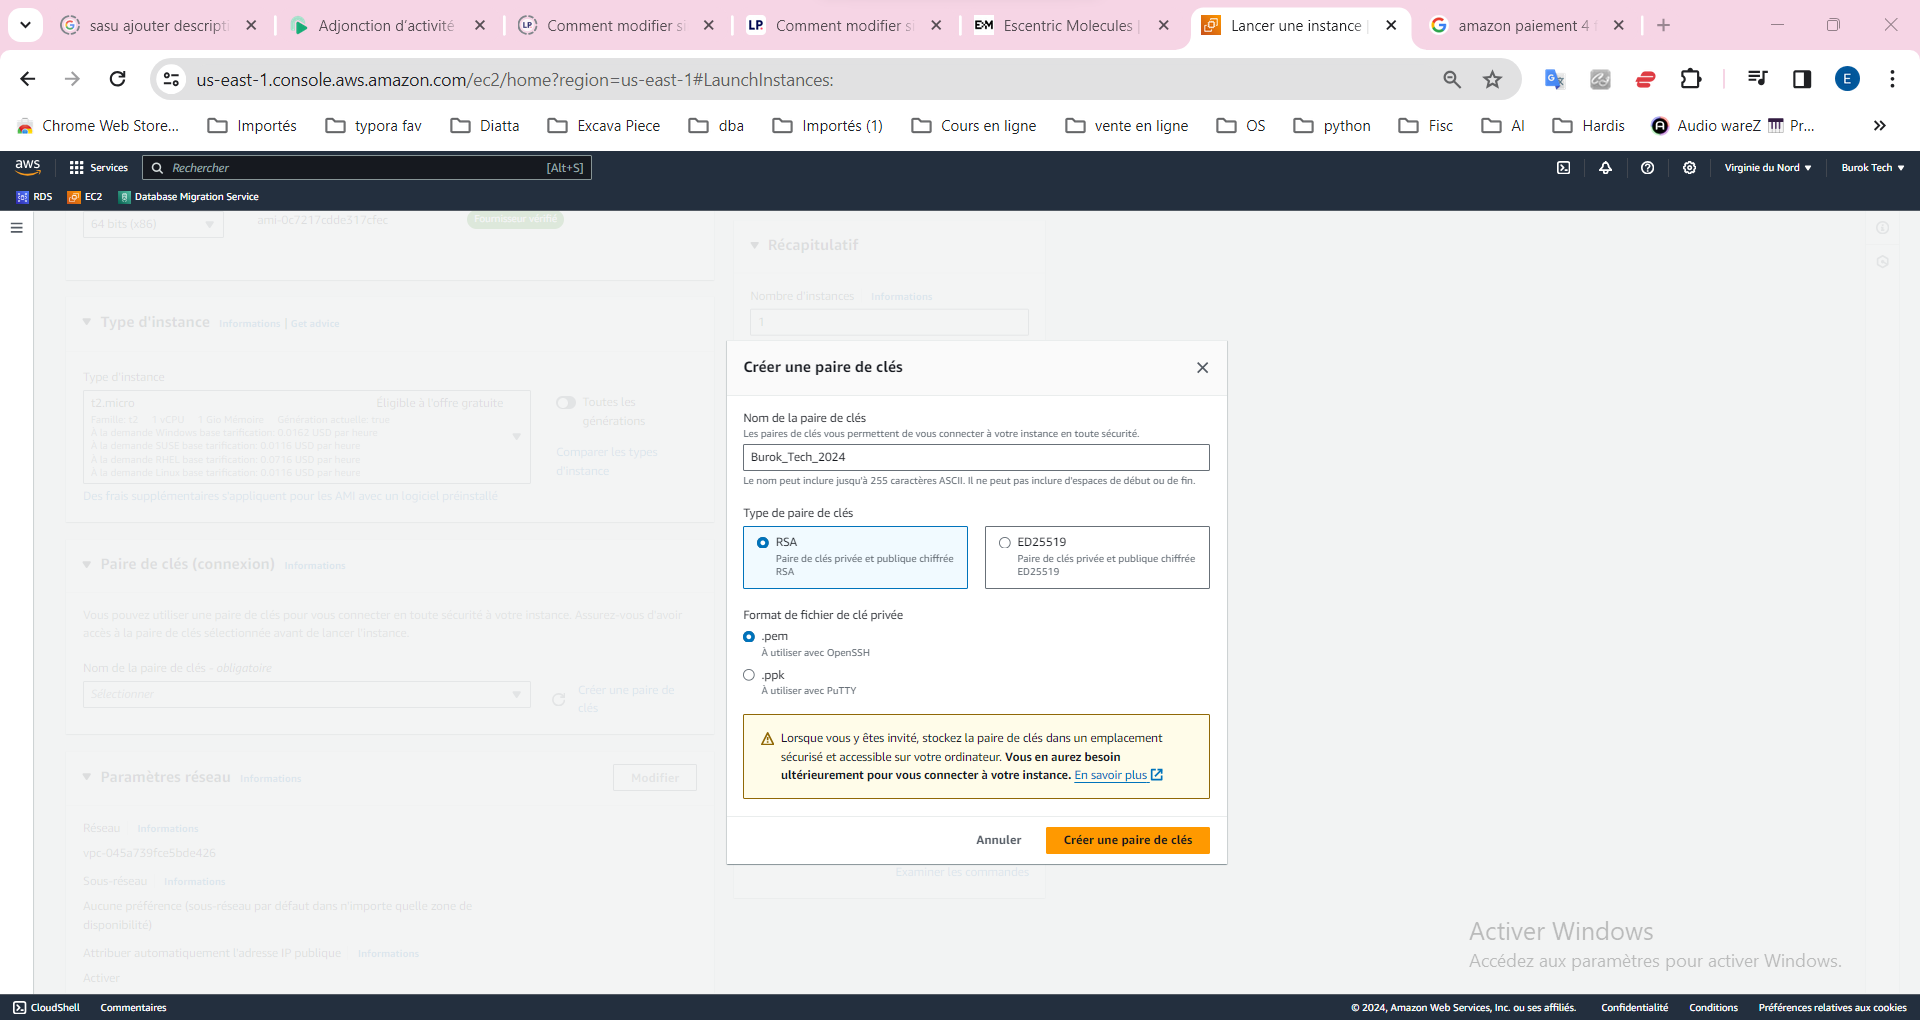 sasu ajouter descripti
Adjonction d'activité
Comment modifier si
Comment modifier si
Escentric Molecules |
Lancer une instance |
amazon paiement 4 f
us-east-1.console.aws.amazon.com/ec2/home?region=us-east-1#LaunchInstances:
E
Chrome Web Store...
Importés
typora fav
Diatta
Excava Piece
dba
Importés (1)
Cours en ligne
vente en ligne
OS
python
Fisc
AI
Hardis
Audio wareZ
Pr...
aws
Services
Rechercher
[Alt+S]
Virginie du Nord
Burok Tech
RDS
EC2
Database Migration Service
64 bits (x86)
ami-0c7217cdde317cfec
Fournisseur vérifié
Récapitulatif
Nombre d'instances
Informations
1
Type d'instance
Informations | Get advice
Type d'instance
t2.micro
Éligible à l'offre gratuite
Famille: t2 1 vCPU 1 Gio Mémoire Génération actuelle: true
À la demande Windows base tarification: 0.0162 USD par heure
À la demande SUSE base tarification: 0.0116 USD par heure
À la demande RHEL base tarification: 0.0716 USD par heure
À la demande Linux base tarification: 0.0116 USD par heure
Toutes les
générations
Comparer les types
d'instance
Des frais supplémentaires s'appliquent pour les AMI avec un logiciel préinstallé
Paire de clés (connexion)
Informations
Vous pouvez utiliser une paire de clés pour vous connecter en toute sécurité à votre instance. Assurez-vous d'avoir
accès à la paire de clés sélectionnée avant de lancer l'instance.
Nom de la paire de clés - obligatoire
Sélectionner
Créer une paire de
clés
Paramètres réseau
Informations
Modifier
Réseau
Informations
vpc-045a739fce5bde426
Sous-réseau
Informations
Aucune préférence (sous-réseau par défaut dans n'importe quelle zone de
disponibilité)
Attribuer automatiquement l'adresse IP publique
Informations
Activer
Créer une paire de clés
Nom de la paire de clés
Les paires de clés vous permettent de vous connecter à votre instance en toute sécurité.
Burok_Tech_2024
Le nom peut inclure jusqu'à 255 caractères ASCII. Il ne peut pas inclure d'espaces de début ou de fin.
Type de paire de clés
RSA
Paire de clés privée et publique chiffrée
RSA
ED25519
Paire de clés privée et publique chiffrée
ED25519
Format de fichier de clé privée
.pem
À utiliser avec OpenSSH
.ppk
À utiliser avec PuTTY
Lorsque vous y êtes invité, stockez la paire de clés dans un emplacement
sécurisé et accessible sur votre ordinateur. Vous en aurez besoin
ultérieurement pour vous connecter à votre instance. En savoir plus
Annuler
Créer une paire de clés
Examiner les commandes
Activer Windows
Accédez aux paramètres pour activer Windows.
CloudShell
Commentaires
© 2024, Amazon Web Services, Inc. ou ses affiliés.
Confidentialité
Conditions
Préférences relatives aux cookies